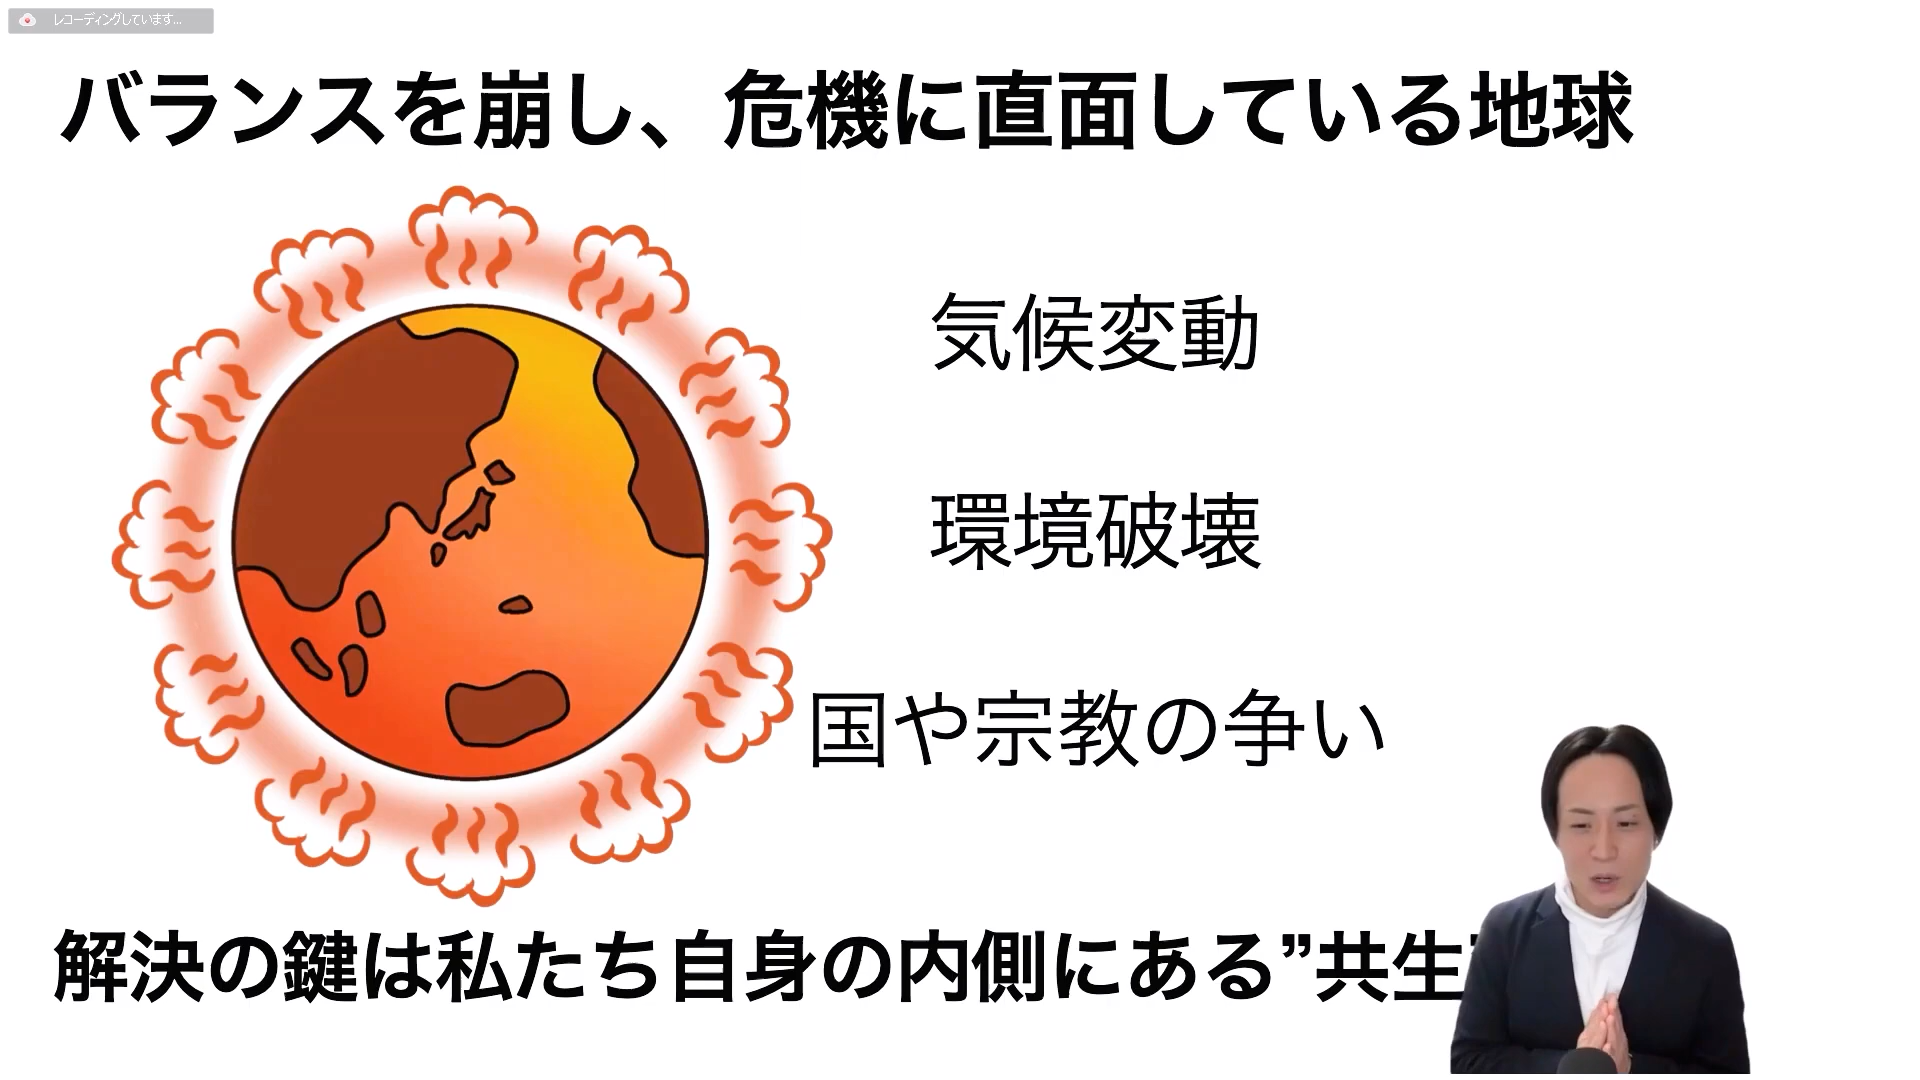 レコーディングしています...
バランスを崩し、危機に直面している地球
気候変動
環境破壊
国や宗教の争い
解決の鍵は私たち自身の内側にある”共生